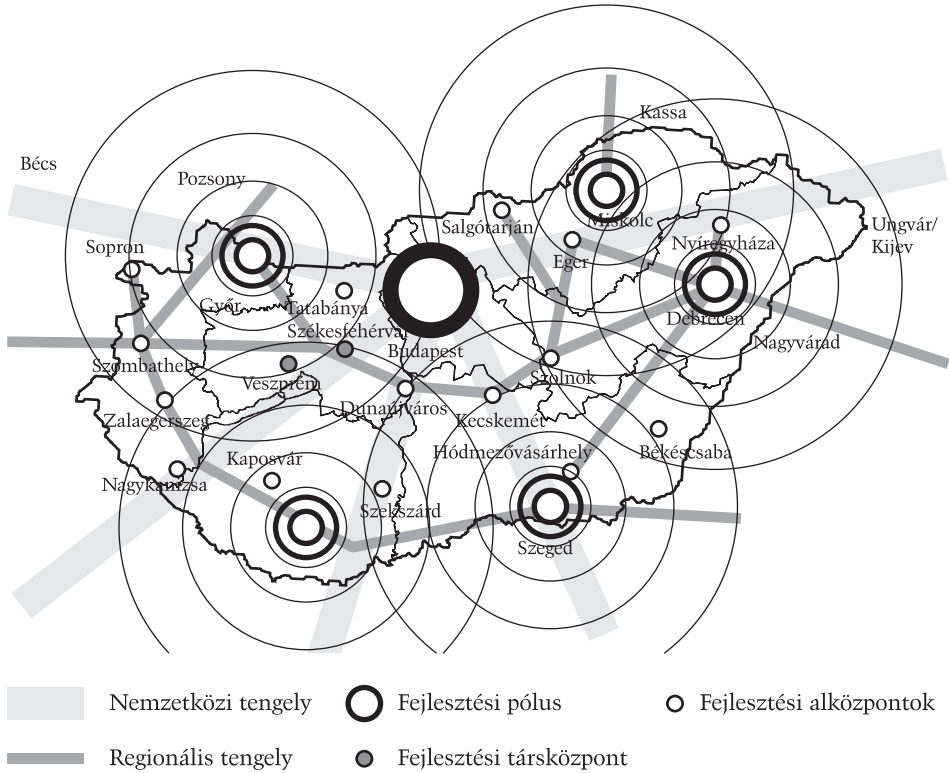 Kassa
Bécs
Pozsony
Salgótarján
Miskolc
Ungvár/
Kijev
Sopron
Eger
Nyíregyháza
Győr
Tatabánya
Debrecen
Székesfehérvár
Nagyvárad
Budapest
Szombathely
Szolnok
Veszprém
Dunaújváros
Zalaegerszeg
Kecskemét
Hódmezővásárhely
Békéscsaba
Kaposvár
Nagykanizsa
Szekszárd
Szeged
Nemzetközi tengely
Fejlesztési pólus
Fejlesztési alközpontok
Regionális tengely
Fejlesztési társközpont